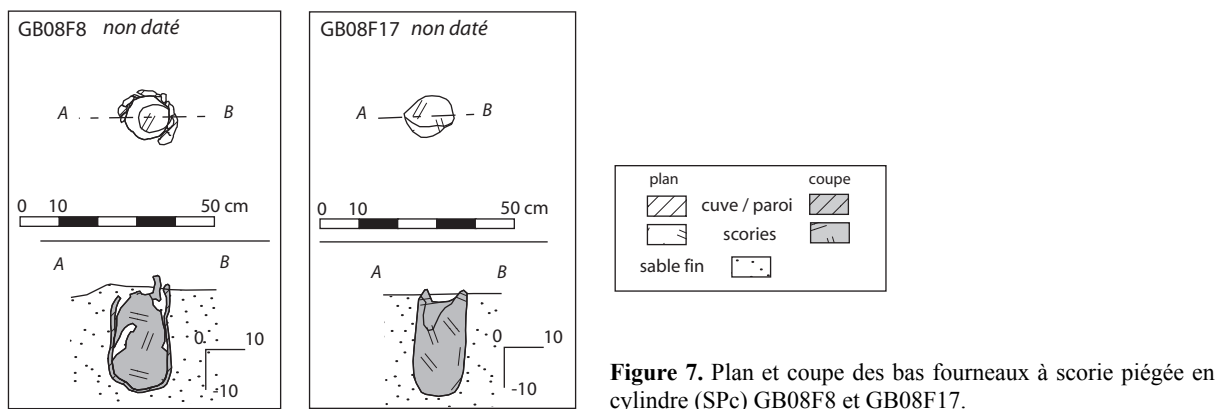 GB08F8 non daté
A B
0 10 50 cm
A B
0 10
-10
GB08F17 non daté
A B
0 10 50 cm
A B
0 10
-10
plan coupe
cuve / paroi
scories
sable fin
Figure 7. Plan et coupe des bas fourneaux à scorie piégée en
cylindre (SPc) GB08F8 et GB08F17.